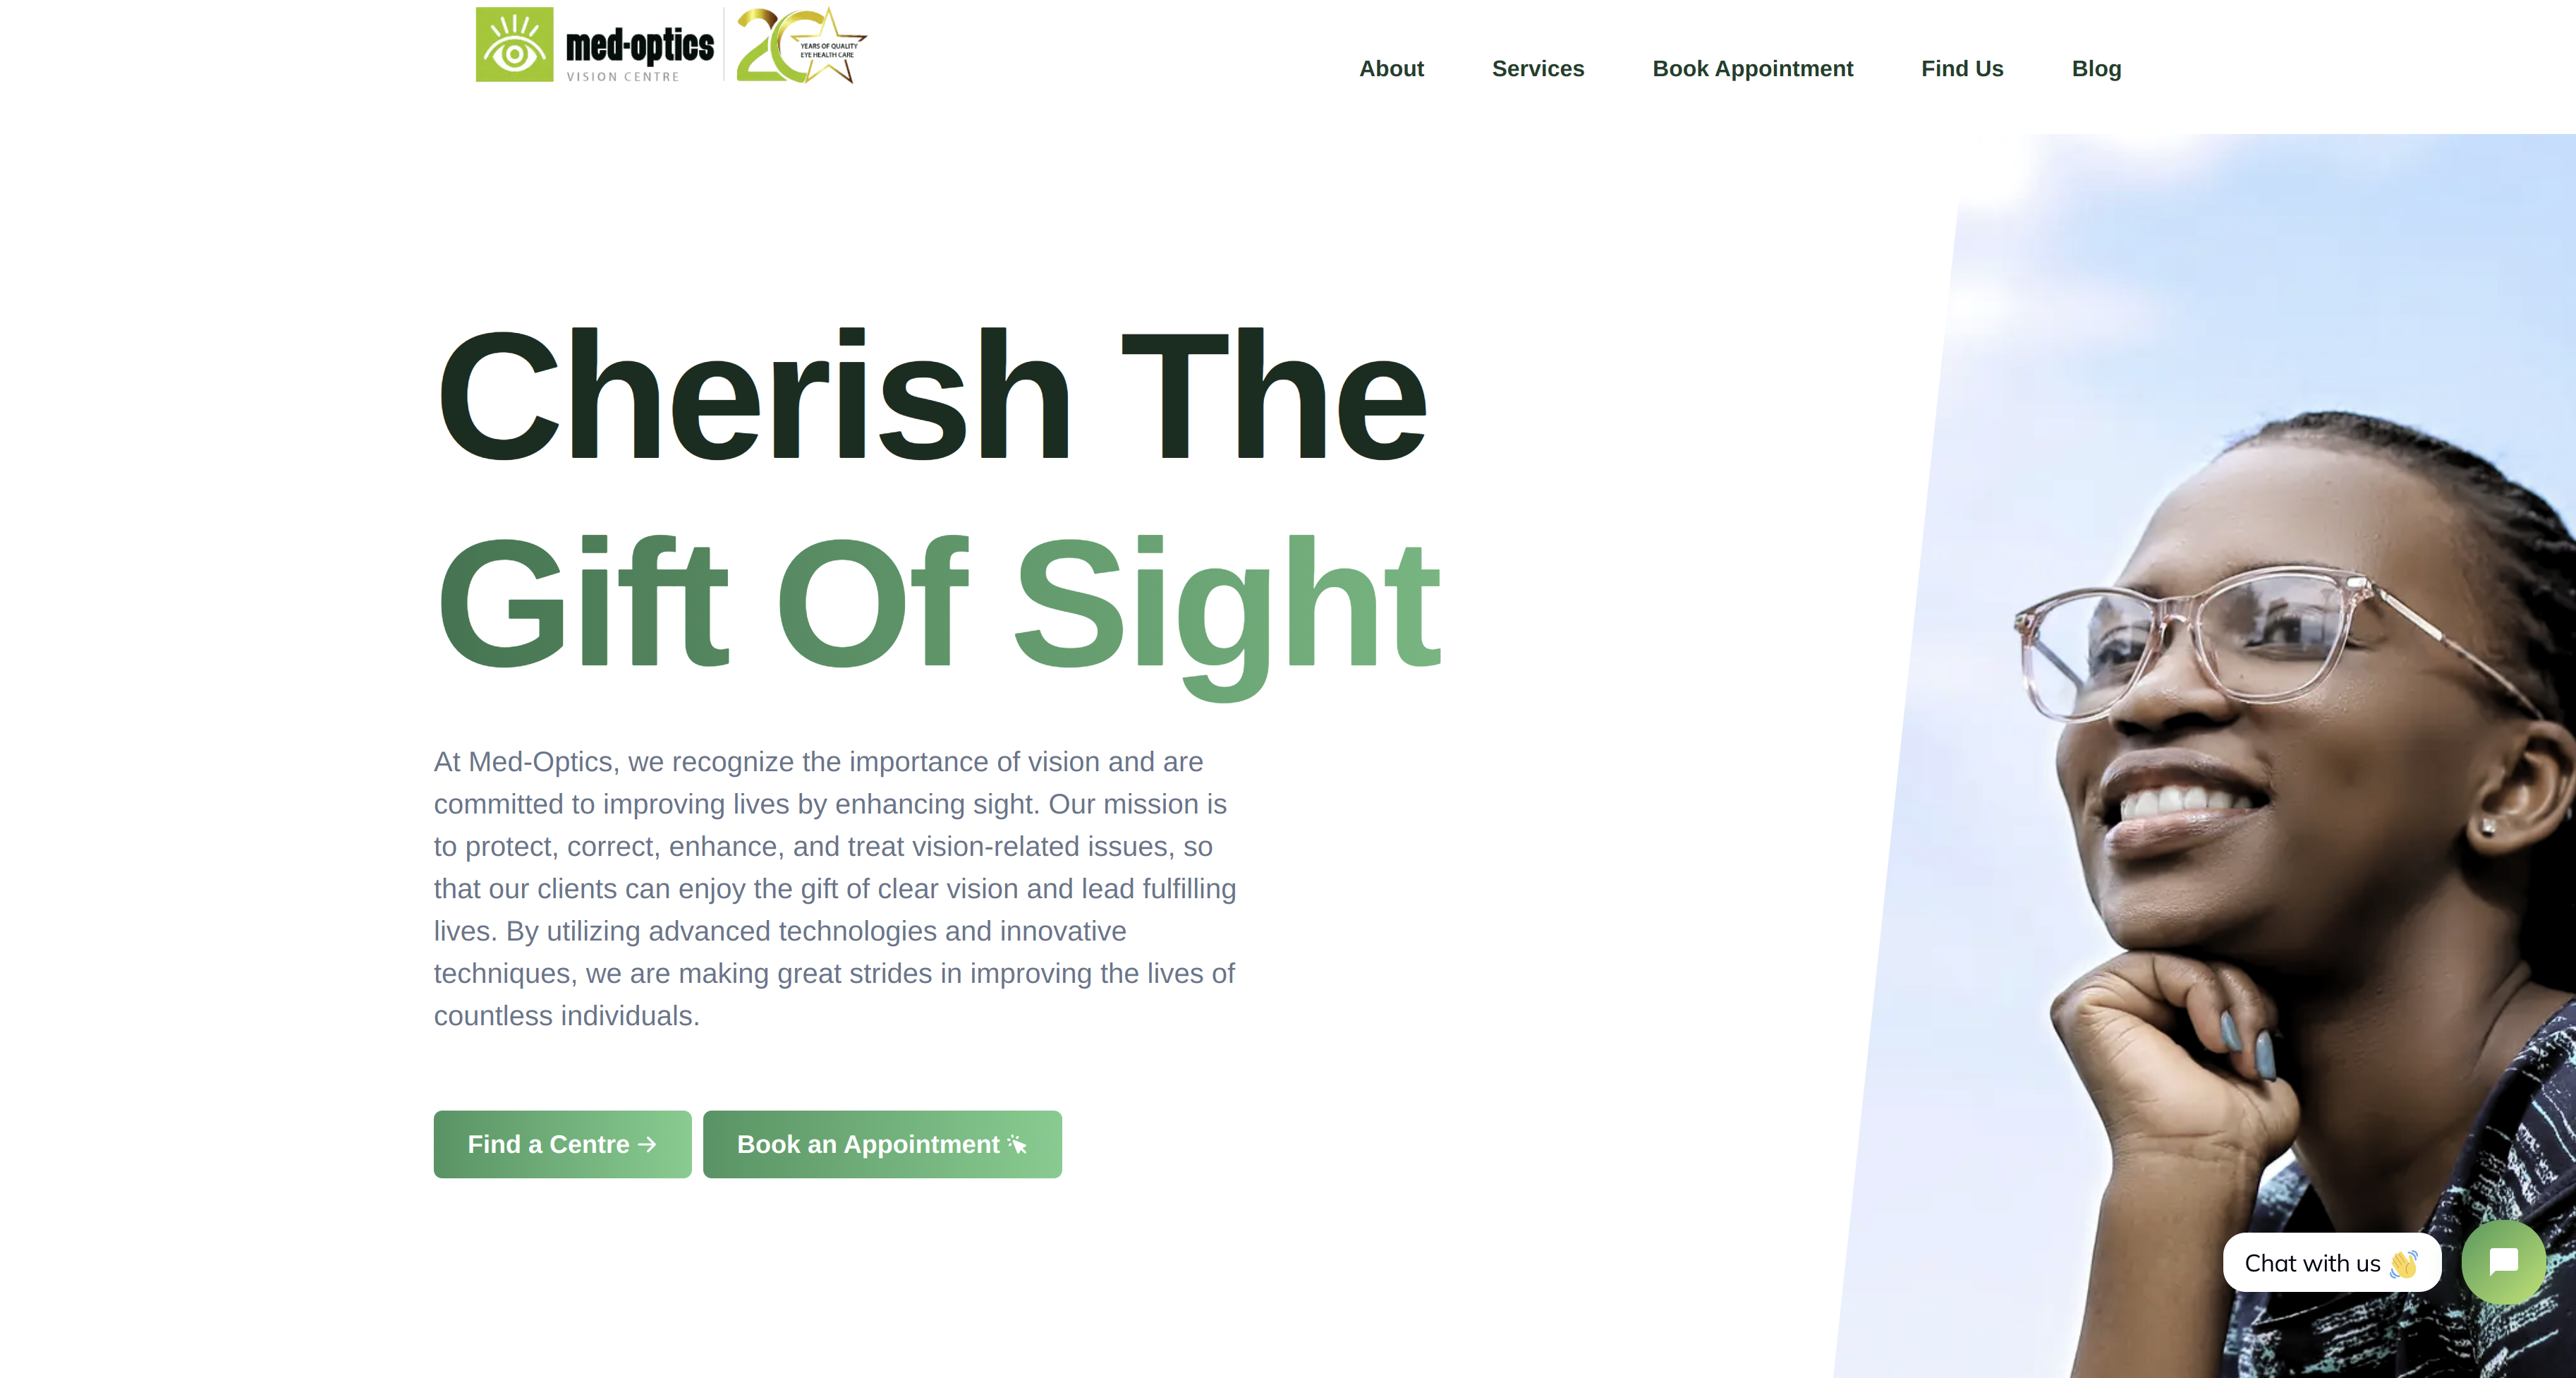 med-optics
VISION CENTRE
20
YEARS OF QUALITY
EYE HEALTH CARE
About
Services
Book Appointment
Find Us
Blog
Cherish The
Gift Of Sight
At Med-Optics, we recognize the importance of vision and are
committed to improving lives by enhancing sight. Our mission is
to protect, correct, enhance, and treat vision-related issues, so
that our clients can enjoy the gift of clear vision and lead fulfilling
lives. By utilizing advanced technologies and innovative
techniques, we are making great strides in improving the lives of
countless individuals.
Find a Centre →
Book an Appointment
Chat with us 👋